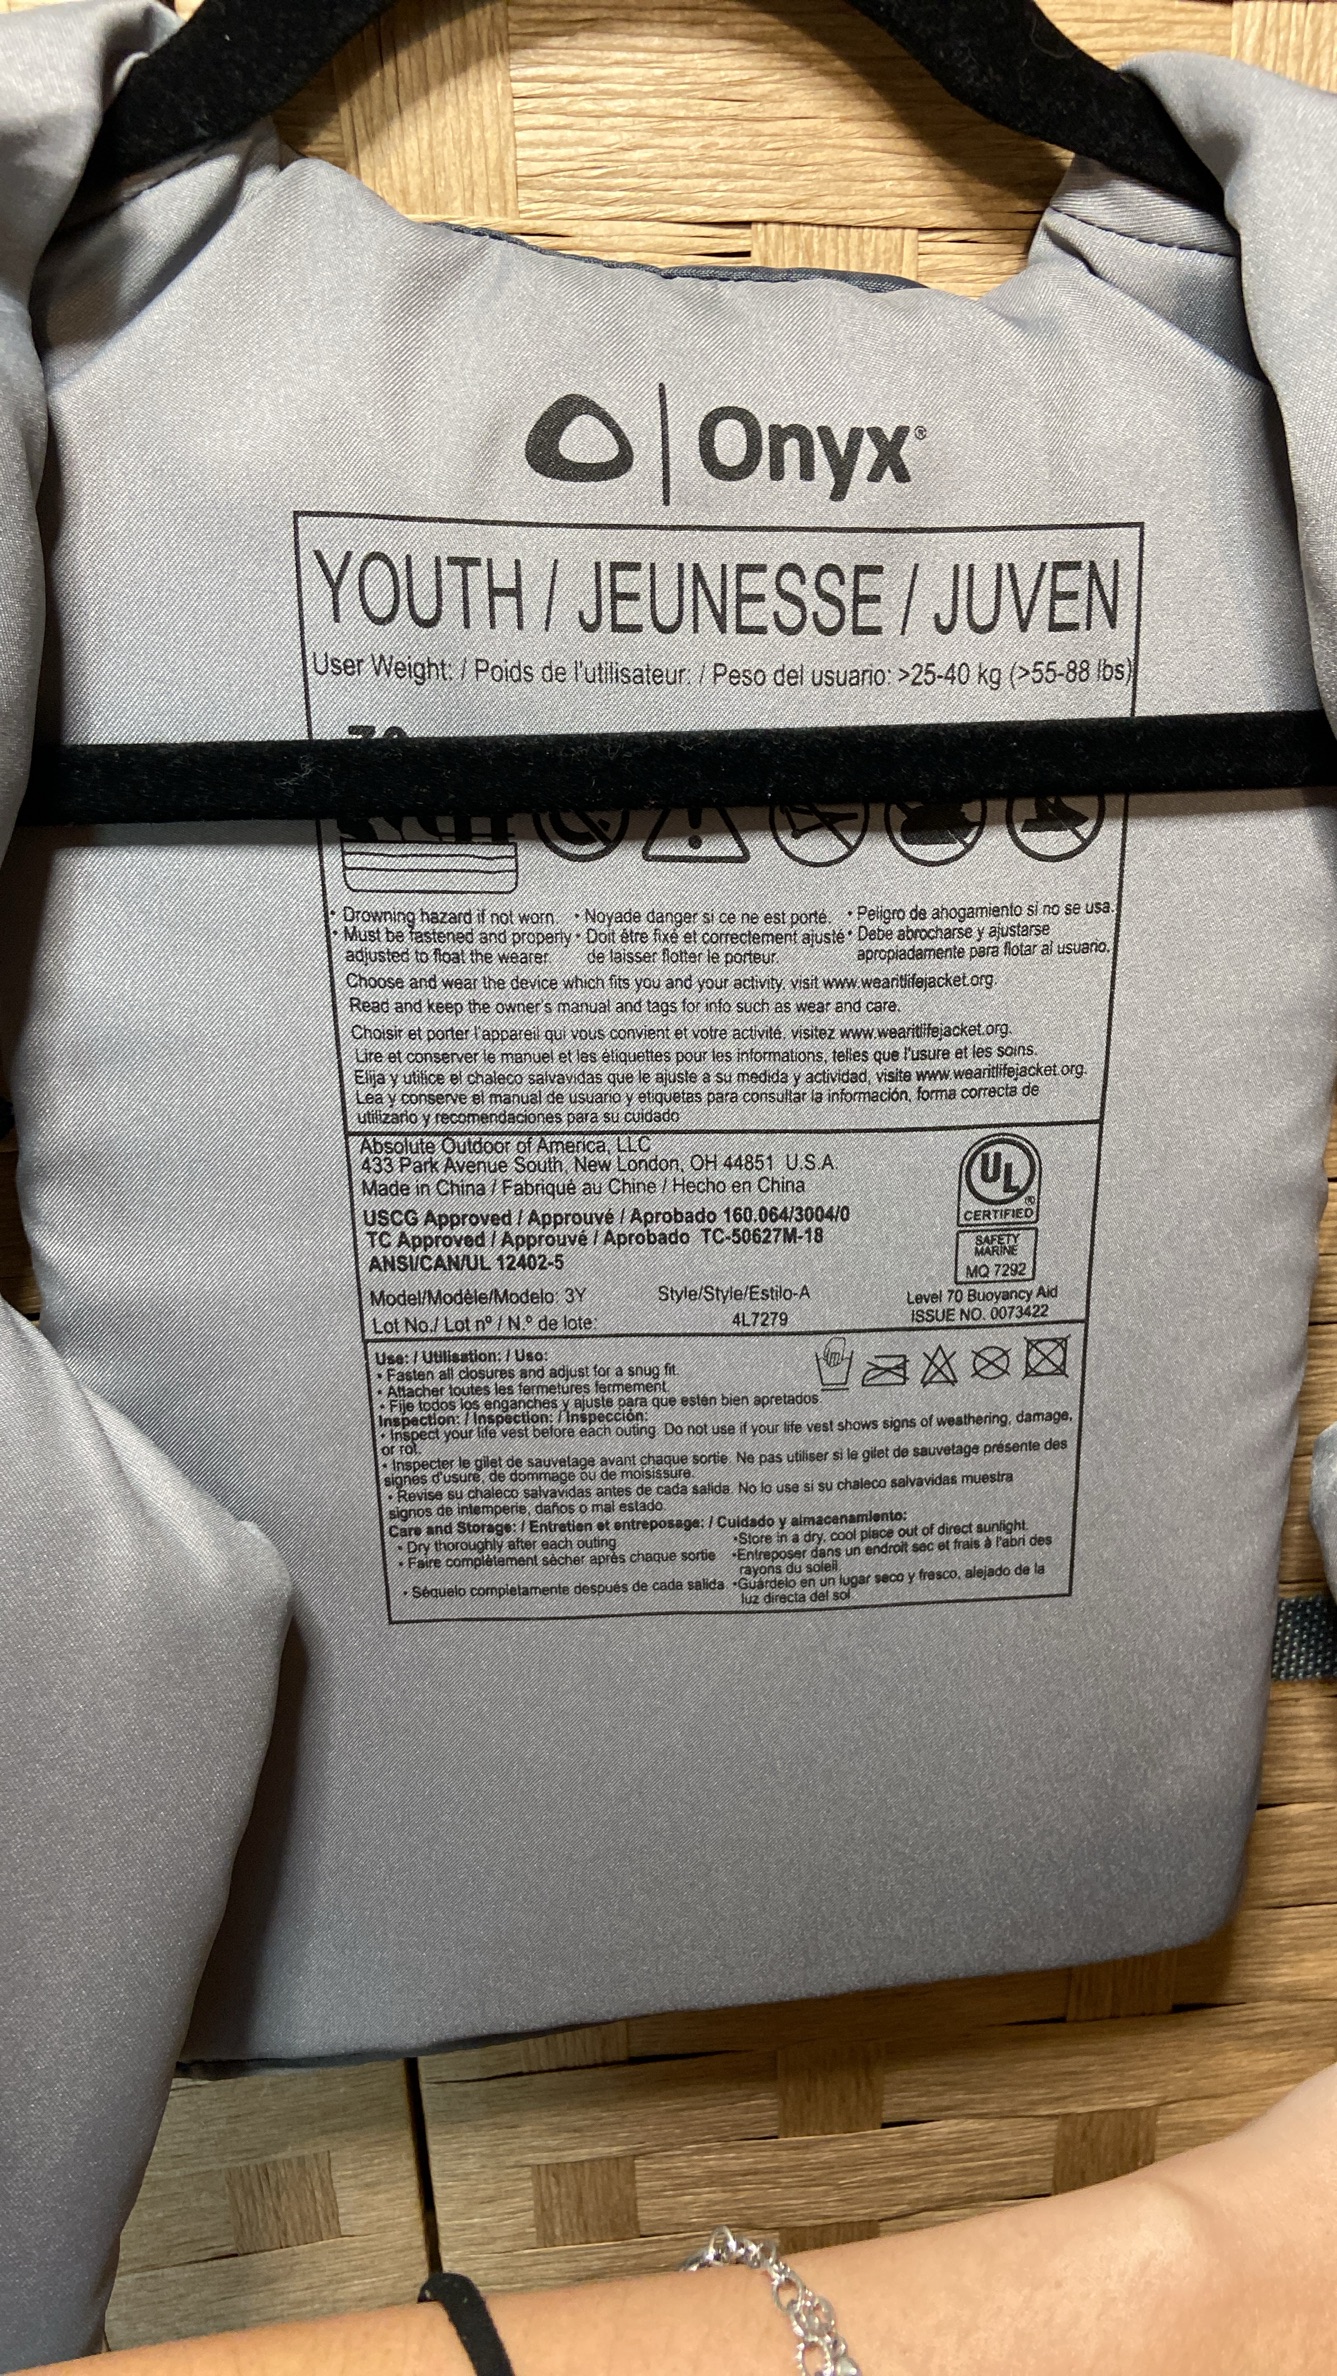 Onyx®
YOUTH / JEUNESSE / JUVEN
User Weight: / Poids de l'utilisateur: / Peso del usuario: >25-40 kg (>55-88 lbs)
• Drowning hazard if not worn. • Noyade danger si ce ne est porté. • Peligro de ahogamiento si no se usa.
• Must be fastened and properly • Doit être fixé et correctement ajusté • Debe abrocharse y ajustarse
adjusted to float the wearer. de laisser flotter le porteur. apropiadamente para flotar al usuario.
Choose and wear the device which fits you and your activity, visit www.wearitlifejacket.org.
Read and keep the owner's manual and tags for info such as wear and care.
Choisir et porter l'appareil qui vous convient et votre activité, visitez www.wearitlifejacket.org.
Lire et conserver le manuel et les étiquettes pour les informations, telles que l'usure et les soins.
Elija y utilice el chaleco salvavidas que le ajuste a su medida y actividad, visite www.wearitlifejacket.org.
Lea y conserve el manual de usuario y etiquetas para consultar la información, forma correcta de
utilizarlo y recomendaciones para su cuidado
Absolute Outdoor of America, LLC
433 Park Avenue South, New London, OH 44851 U.S.A.
Made in China / Fabriqué au Chine / Hecho en China
USCG Approved / Approuvé / Aprobado 160.064/3004/0
TC Approved / Approuvé / Aprobado TC-50627M-18
ANSI/CAN/UL 12402-5
UL®
CERTIFIED
SAFETY
MARINE
MQ 7292
Level 70 Buoyancy Aid
ISSUE NO. 0073422
Model/Modèle/Modelo: 3Y Style/Style/Estilo-A
Lot No./ Lot nº / N.º de lote: 4L7279
Use: / Utilisation: / Uso:
• Fasten all closures and adjust for a snug fit.
• Attacher toutes les fermetures fermement.
• Fije todos los enganches y ajuste para que estén bien apretados
Inspection: / Inspection: / Inspección:
• Inspect your life vest before each outing. Do not use if your life vest shows signs of weathering, damage,
or rot.
• Inspecter le gilet de sauvetage avant chaque sortie. Ne pas utiliser si le gilet de sauvetage présente des
signes d'usure, de dommage ou de moisissure.
• Revise su chaleco salvavidas antes de cada salida. No lo use si su chaleco salvavidas muestra
signos de intemperie, daños o mal estado.
Care and Storage: / Entretien et entreposage: / Cuidado y almacenamiento:
• Dry thoroughly after each outing •Store in a dry, cool place out of direct sunlight.
• Faire complètement sécher après chaque sortie •Entreposer dans un endroit sec et frais à l'abri des
rayons du soleil.
• Séquelo completamente después de cada salida. •Guárdelo en un lugar seco y fresco, alejado de la
luz directa del sol